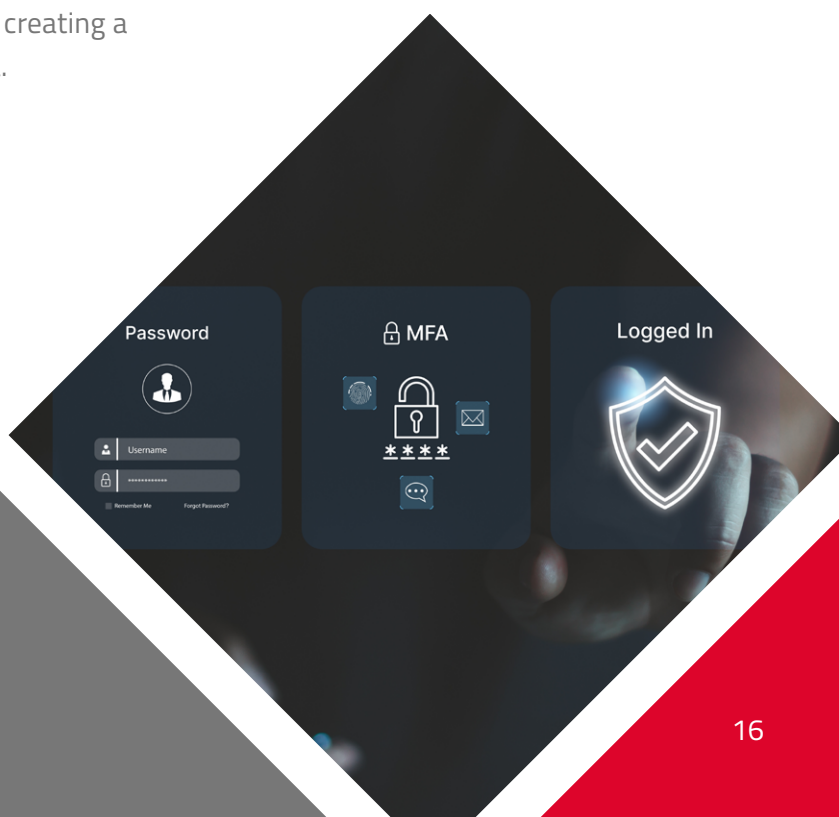 creating a
.
Password
MFA
Logged In
Username
************
****
Remember Me
Forgot Password?
16